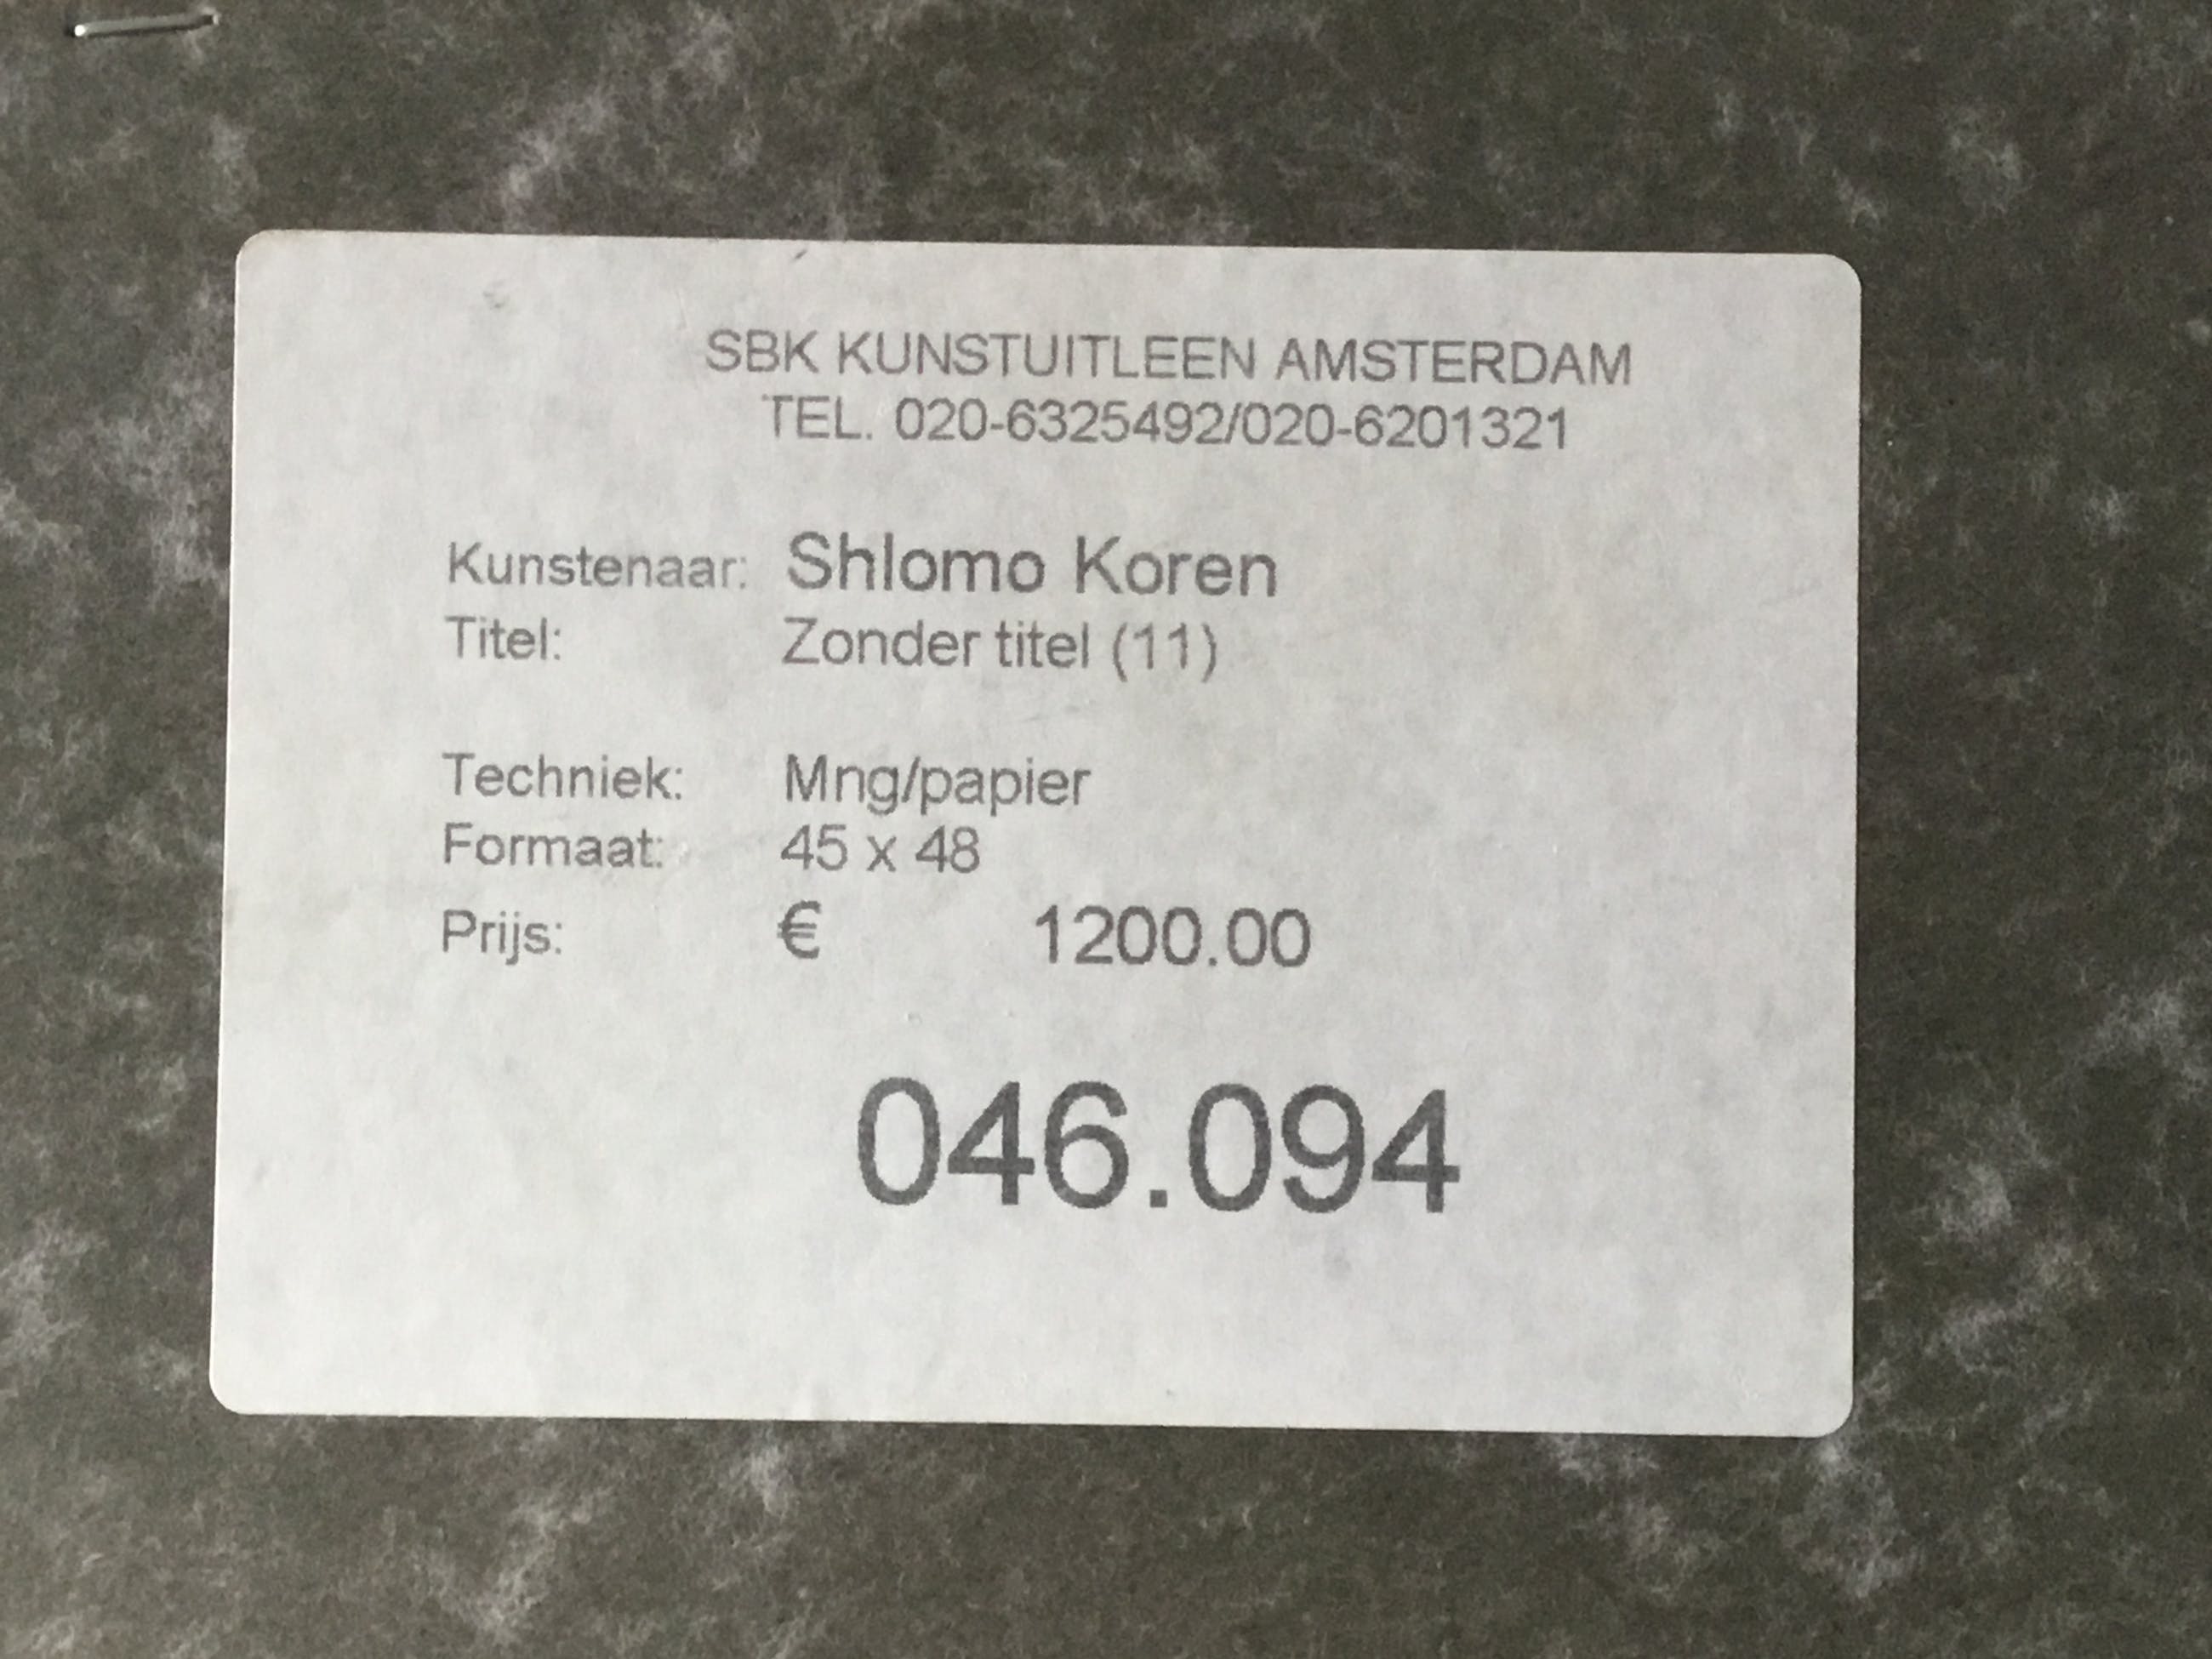 SBK KUNSTUITLEEN AMSTERDAM
TEL. 020-6325492/020-6201321
Kunstenaar: Shlomo Koren
Titel: Zonder titel (11)
Techniek: Mng/papier
Formaat: 45 x 48
Prijs: € 1200.00
046.094